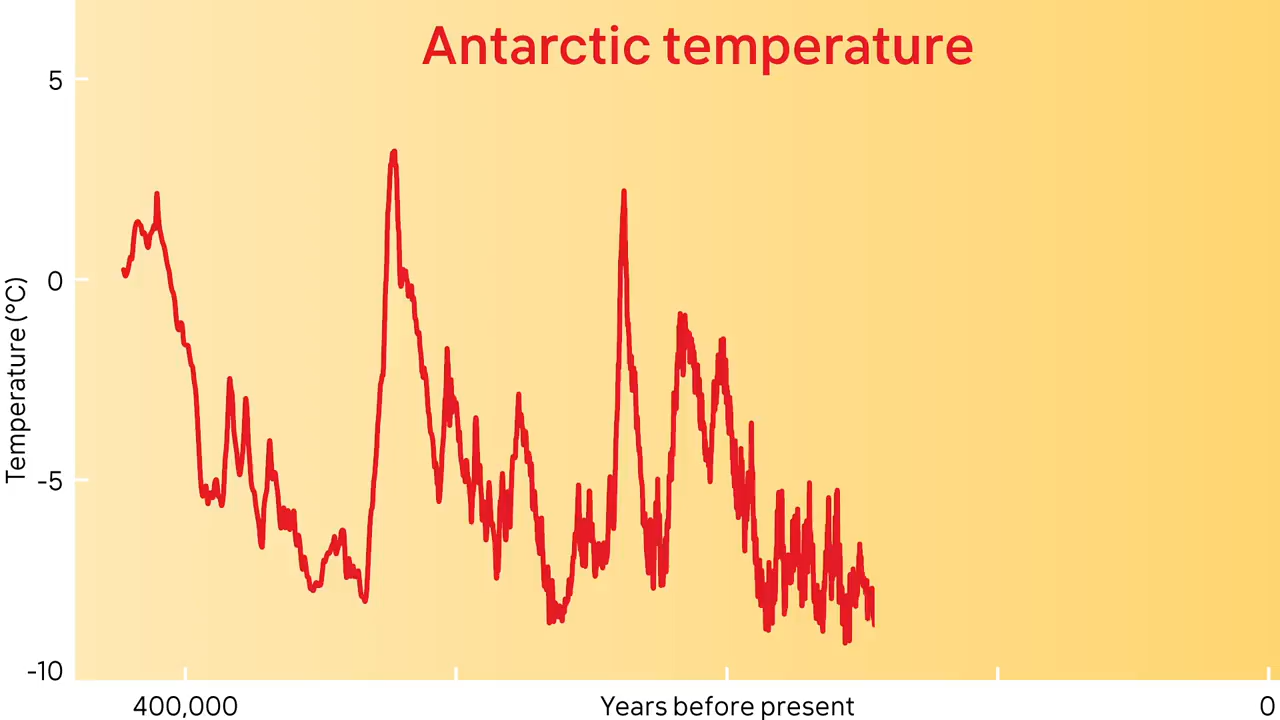 Antarctic temperature
5
0
-5
-10
Temperature (°C)
400,000
Years before present
0